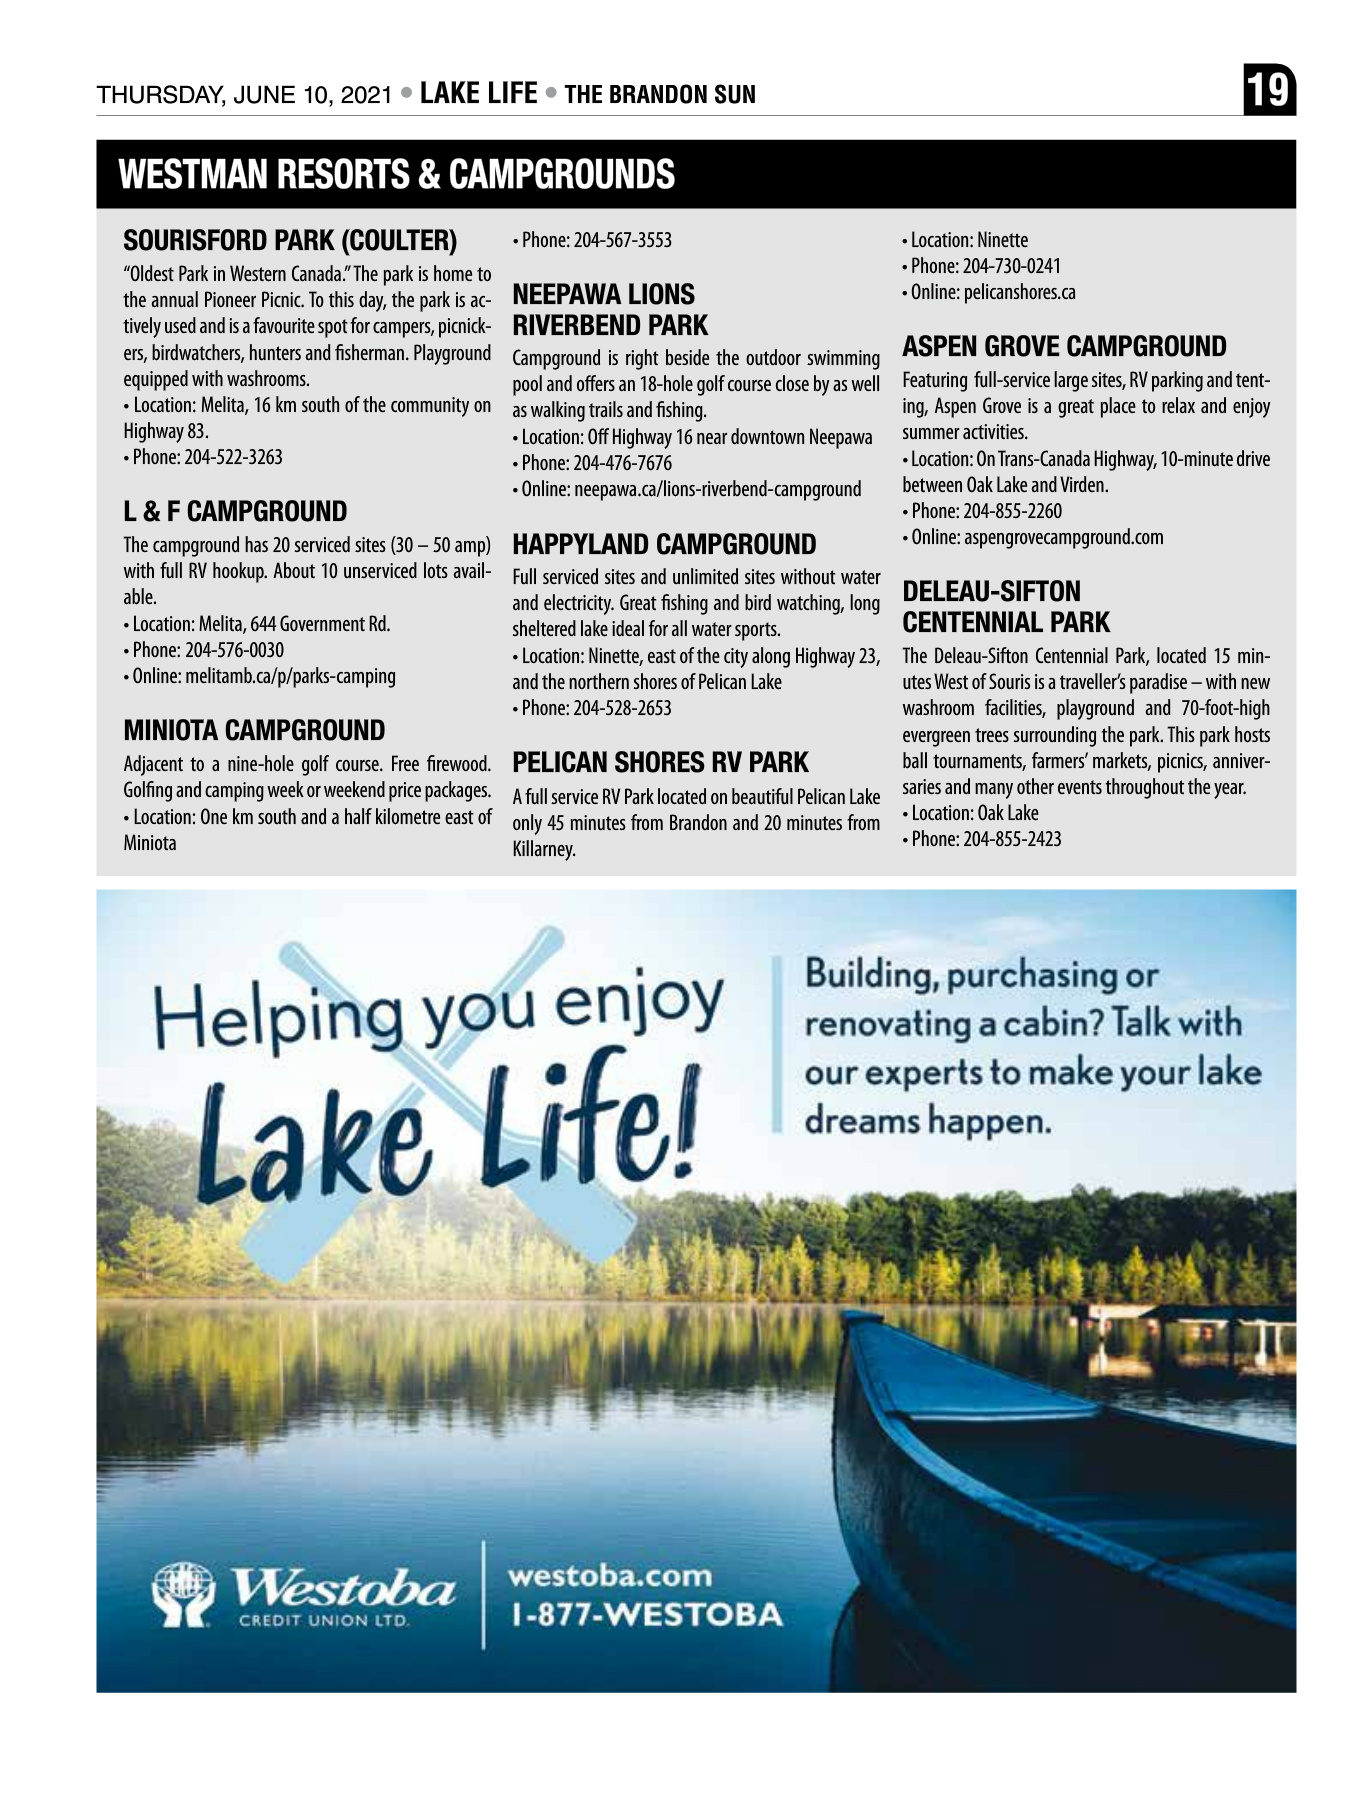 THURSDAY, JUNE 10, 2021 • LAKE LIFE • THE BRANDON SUN
19
WESTMAN RESORTS & CAMPGROUNDS
SOURISFORD PARK (COULTER)
“Oldest Park in Western Canada.” The park is home to
the annual Pioneer Picnic. To this day, the park is ac-
tively used and is a favourite spot for campers, picnick-
ers, birdwatchers, hunters and fisherman. Playground
equipped with washrooms.
• Location: Melita, 16 km south of the community on
Highway 83.
• Phone: 204-522-3263
L & F CAMPGROUND
The campground has 20 serviced sites (30 – 50 amp)
with full RV hookup. About 10 unserviced lots avail-
able.
• Location: Melita, 644 Government Rd.
• Phone: 204-576-0030
• Online: melitamb.ca/p/parks-camping
MINIOTA CAMPGROUND
Adjacent to a nine-hole golf course. Free firewood.
Golfing and camping week or weekend price packages.
• Location: One km south and a half kilometre east of
Miniota
• Phone: 204-567-3553
NEEPAWA LIONS
RIVERBEND PARK
Campground is right beside the outdoor swimming
pool and offers an 18-hole golf course close by as well
as walking trails and fishing.
• Location: Off Highway 16 near downtown Neepawa
• Phone: 204-476-7676
• Online: neepawa.ca/lions-riverbend-campground
HAPPYLAND CAMPGROUND
Full serviced sites and unlimited sites without water
and electricity. Great fishing and bird watching, long
sheltered lake ideal for all water sports.
• Location: Ninette, east of the city along Highway 23,
and the northern shores of Pelican Lake
• Phone: 204-528-2653
PELICAN SHORES RV PARK
A full service RV Park located on beautiful Pelican Lake
only 45 minutes from Brandon and 20 minutes from
Killarney.
• Location: Ninette
• Phone: 204-730-0241
• Online: pelicanshores.ca
ASPEN GROVE CAMPGROUND
Featuring full-service large sites, RV parking and tent-
ing, Aspen Grove is a great place to relax and enjoy
summer activities.
• Location: On Trans-Canada Highway, 10-minute drive
between Oak Lake and Virden.
• Phone: 204-855-2260
• Online: aspengrovecampground.com
DELEAU-SIFTON
CENTENNIAL PARK
The Deleau-Sifton Centennial Park, located 15 min-
utes West of Souris is a traveller’s paradise – with new
washroom facilities, playground and 70-foot-high
evergreen trees surrounding the park. This park hosts
ball tournaments, farmers’ markets, picnics, anniver-
saries and many other events throughout the year.
• Location: Oak Lake
• Phone: 204-855-2423
Helping you enjoy
Lake Life!
Building, purchasing or
renovating a cabin? Talk with
our experts to make your lake
dreams happen.
Westoba
CREDIT UNION LTD.
westoba.com
1-877-WESTOBA